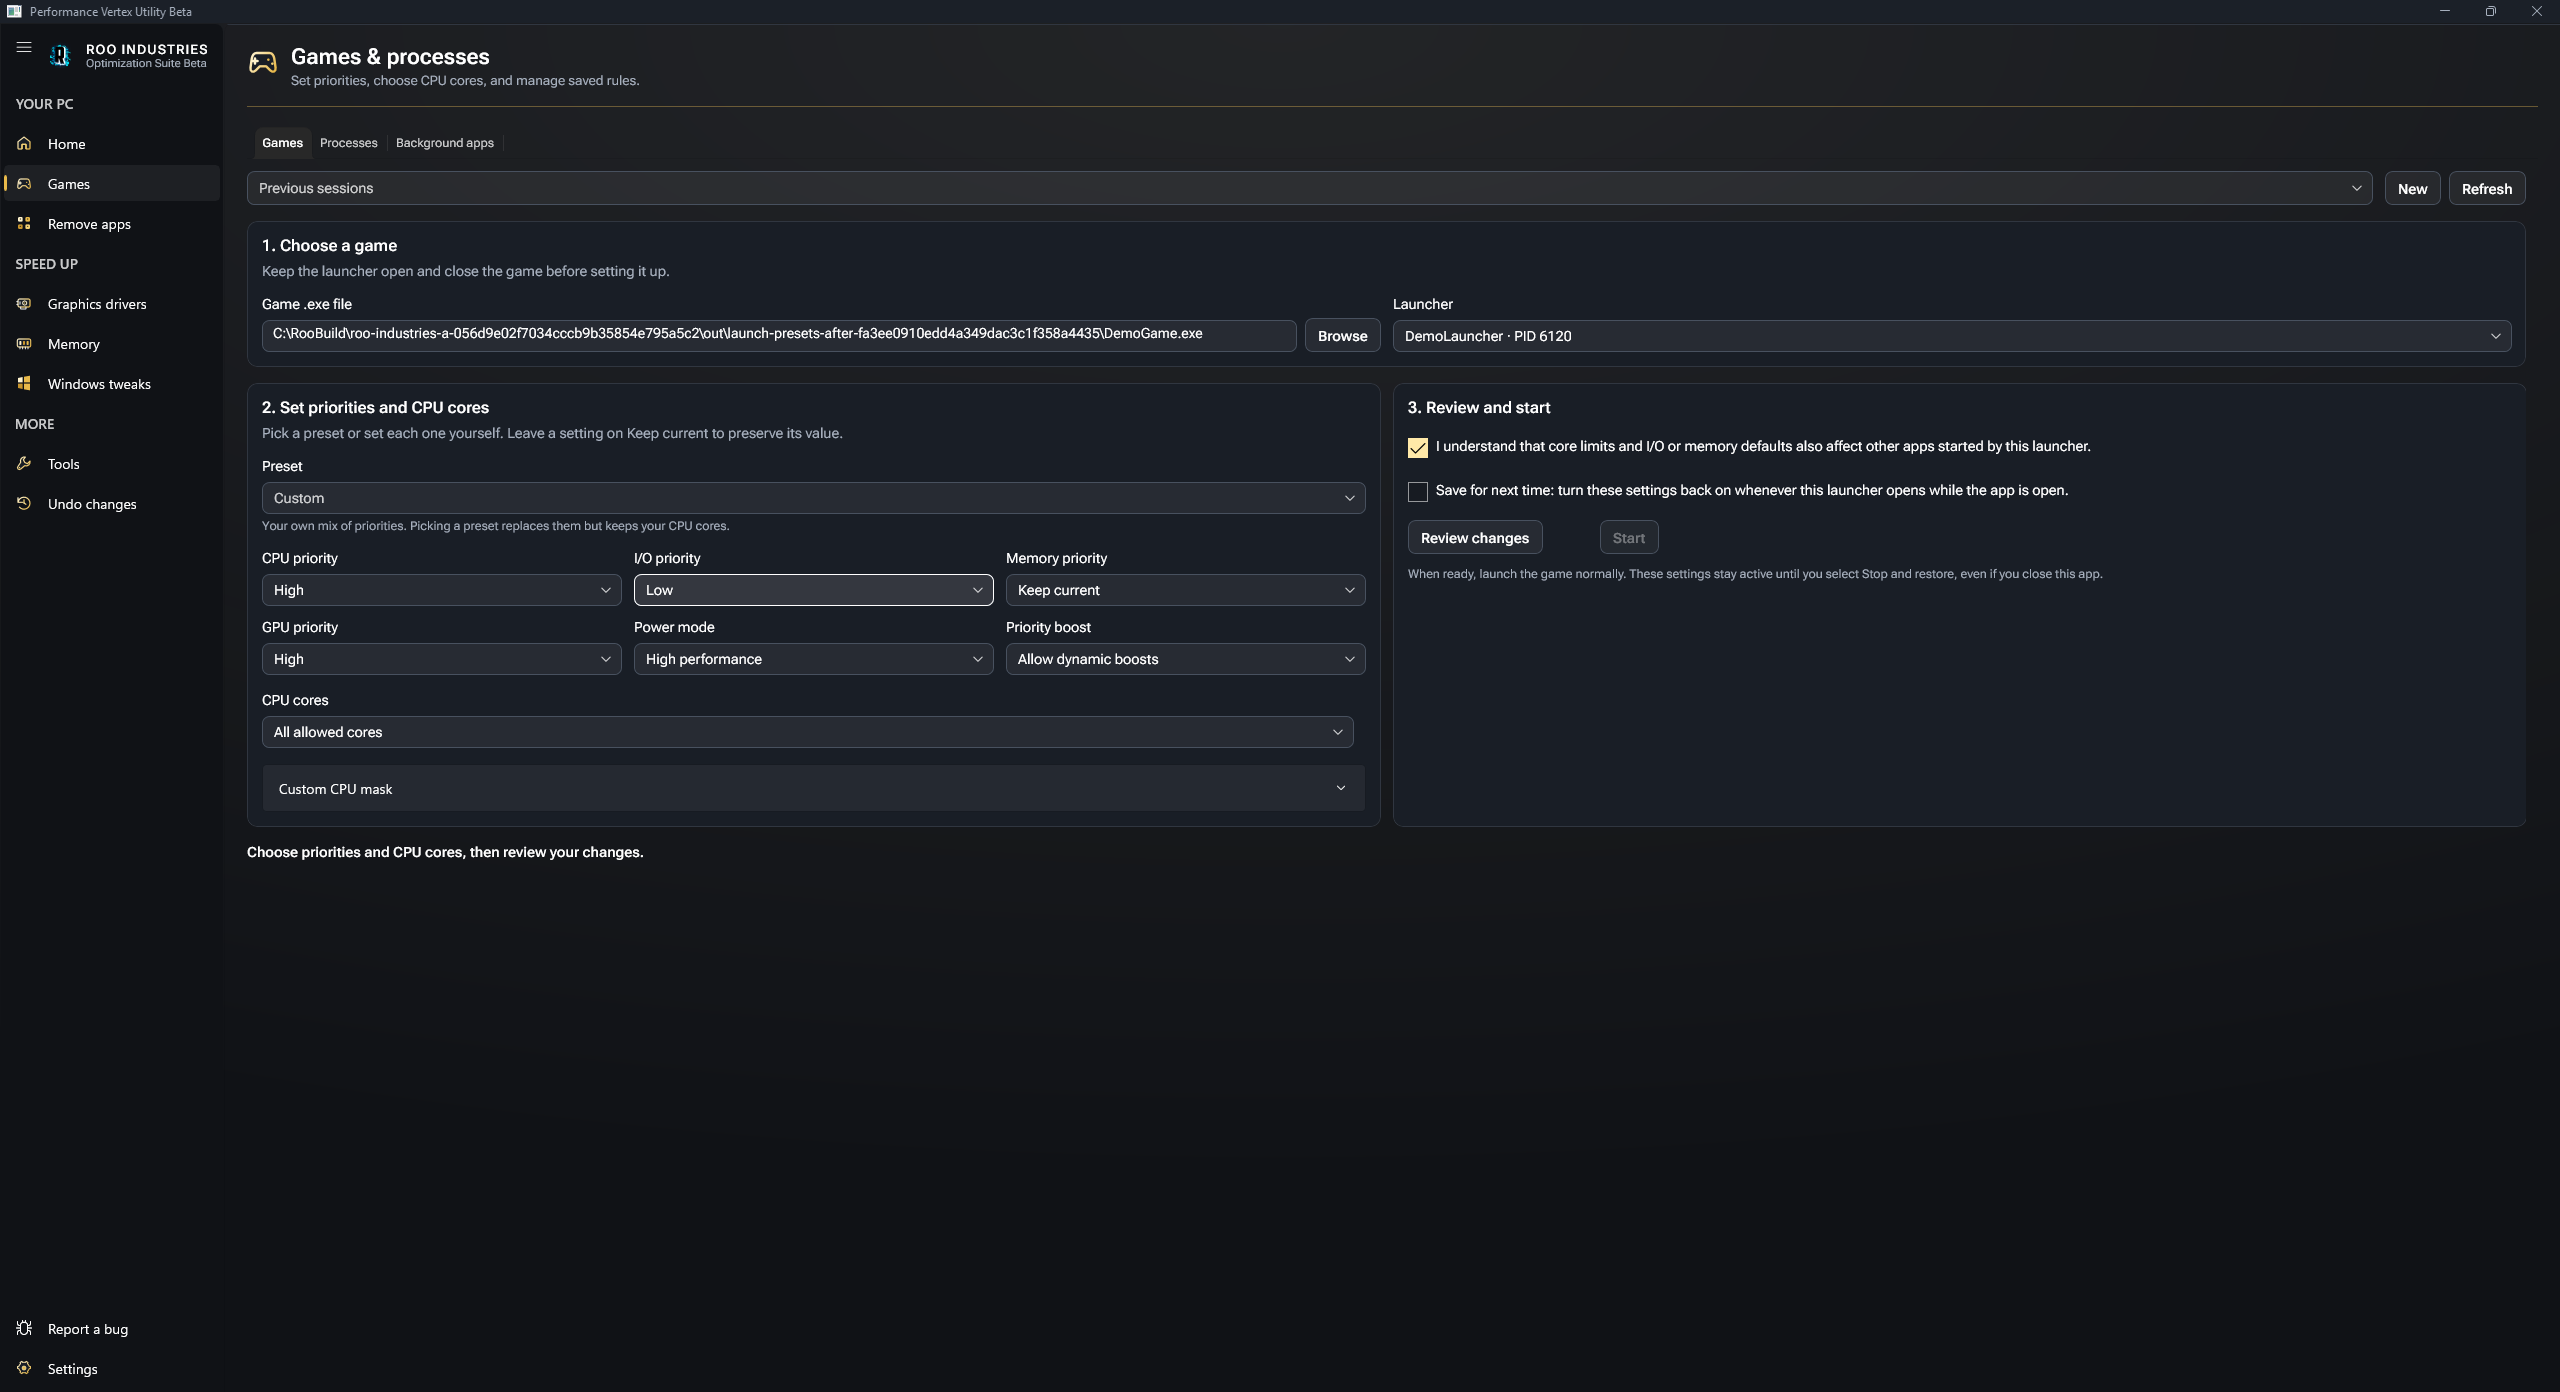 Performance Vertex Utility Beta
ROO INDUSTRIES
Optimization Suite Beta
YOUR PC
Home
Games
Remove apps
SPEED UP
Graphics drivers
Memory
Windows tweaks
MORE
Tools
Undo changes
Report a bug
Settings
Games & processes
Set priorities, choose CPU cores, and manage saved rules.
Games Processes Background apps
Previous sessions
New Refresh
1. Choose a game
Keep the launcher open and close the game before setting it up.
Game .exe file
C:\RooBuild\roo-industries-a-056d9e02f7034cccb9b35854e795a5c2\out\launch-presets-after-fa3ee0910edd4a349dac3c1f358a4435\DemoGame.exe
Browse
Launcher
DemoLauncher · PID 6120
2. Set priorities and CPU cores
Pick a preset or set each one yourself. Leave a setting on Keep current to preserve its value.
Preset
Custom
Your own mix of priorities. Picking a preset replaces them but keeps your CPU cores.
CPU priority I/O priority Memory priority
High Low Keep current
GPU priority Power mode Priority boost
High High performance Allow dynamic boosts
CPU cores
All allowed cores
Custom CPU mask
3. Review and start
I understand that core limits and I/O or memory defaults also affect other apps started by this launcher.
Save for next time: turn these settings back on whenever this launcher opens while the app is open.
Review changes Start
When ready, launch the game normally. These settings stay active until you select Stop and restore, even if you close this app.
Choose priorities and CPU cores, then review your changes.